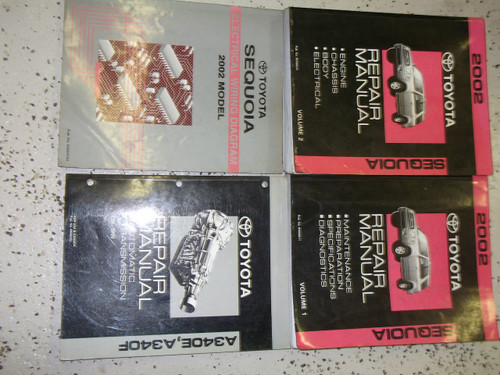 TOYOTA
SEQUOIA
2002 MODEL
ELECTRICAL WIRING DIAGRAM
2002
TOYOTA
REPAIR
MANUAL
• ENGINE
• CHASSIS
• BODY
• ELECTRICAL
VOLUME 2
SEQUOIA
TOYOTA
REPAIR
MANUAL
AUTOMATIC
TRANSMISSION
A340E, A340F
2002
TOYOTA
REPAIR
MANUAL
• MAINTENANCE
• PREPARATION
• SPECIFICATIONS
• DIAGNOSTICS
VOLUME 1
SEQUOIA